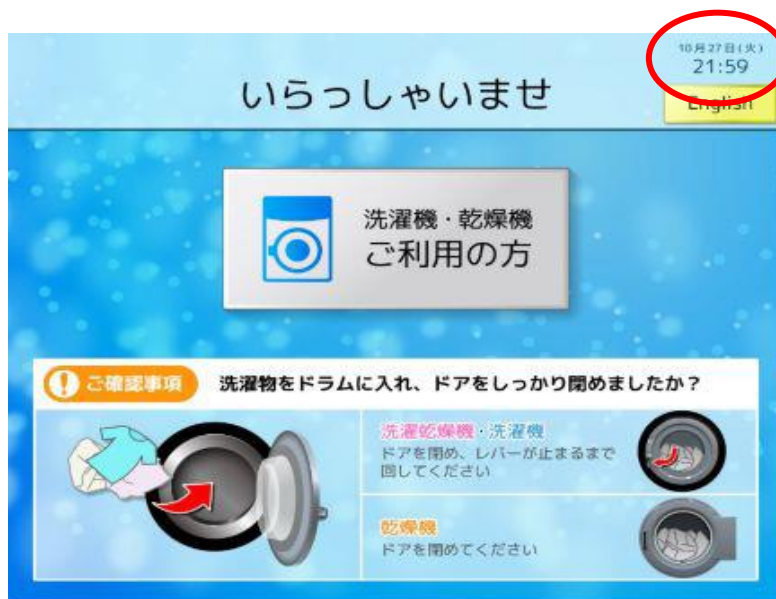 10月27日(火)
21:59
いらっしゃいませ
English
洗濯機・乾燥機
ご利用の方
! ご確認事項 洗濯物をドラムに入れ、ドアをしっかり閉めましたか?
洗濯乾燥機・洗濯機
ドアを閉め、レバーが止まるまで
回してください
乾燥機
ドアを閉めてください